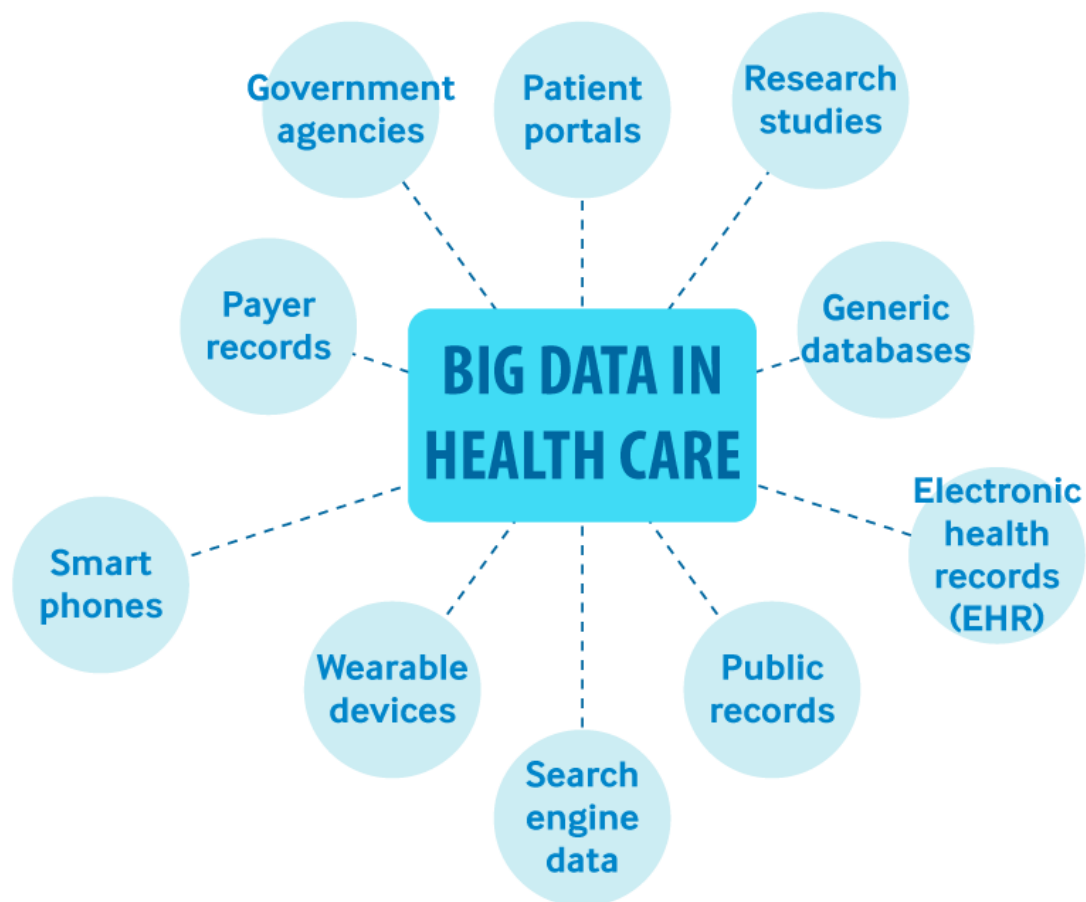 Government
agencies
Patient
portals
Research
studies
Payer
records
Generic
databases
BIG DATA IN
HEALTH CARE
Smart
phones
Electronic
health
records
(EHR)
Wearable
devices
Public
records
Search
engine
data